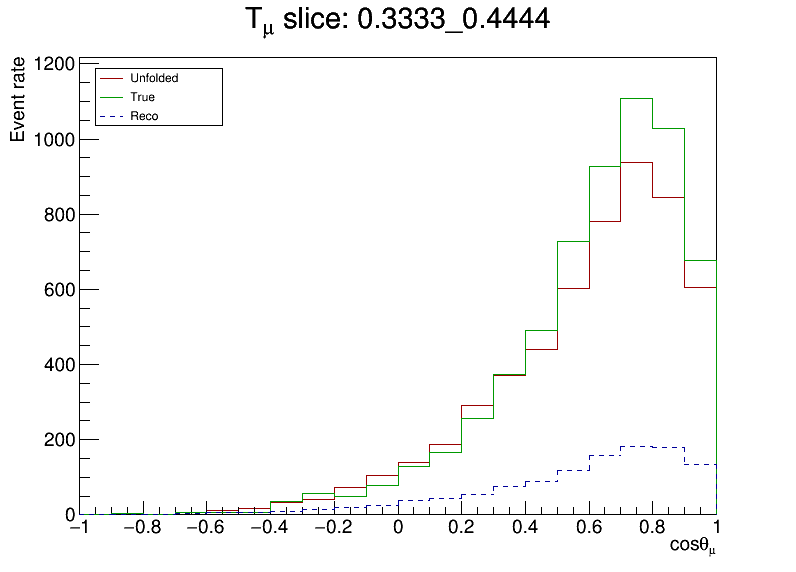 Tμ slice: 0.3333_0.4444
Event rate
1200
1000
800
600
400
200
0
Unfolded
True
Reco
−1 −0.8 −0.6 −0.4 −0.2 0 0.2 0.4 0.6 0.8 1
cosθμ